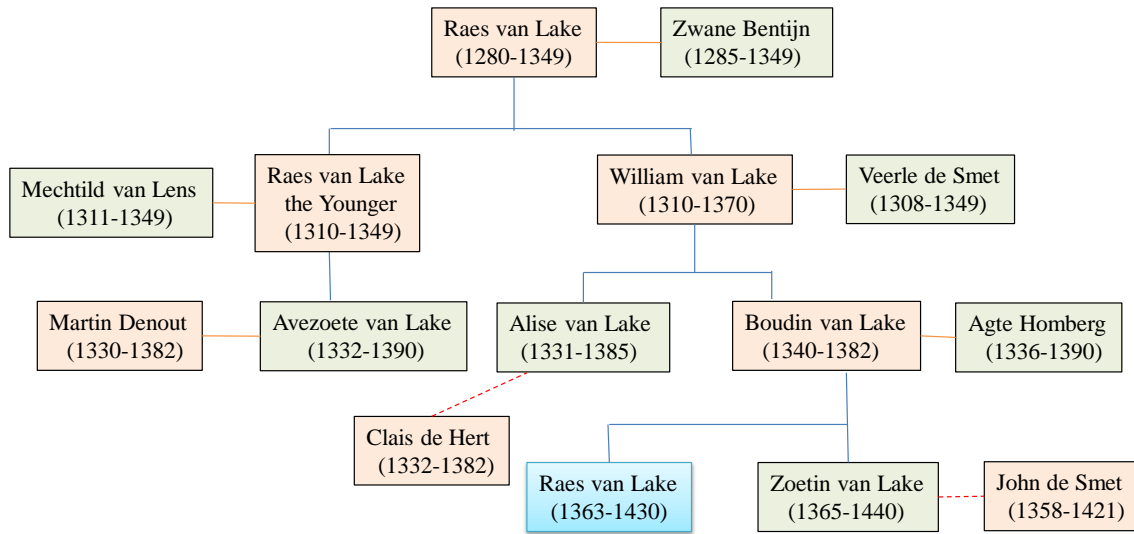 Raes van Lake
(1280-1349)
Zwane Bentijn
(1285-1349)
Mechtild van Lens
(1311-1349)
Raes van Lake
the Younger
(1310-1349)
William van Lake
(1310-1370)
Veerle de Smet
(1308-1349)
Martin Denout
(1330-1382)
Avezoete van Lake
(1332-1390)
Alise van Lake
(1331-1385)
Boudin van Lake
(1340-1382)
Agte Homberg
(1336-1390)
Clais de Hert
(1332-1382)
Raes van Lake
(1363-1430)
Zoetin van Lake
(1365-1440)
John de Smet
(1358-1421)